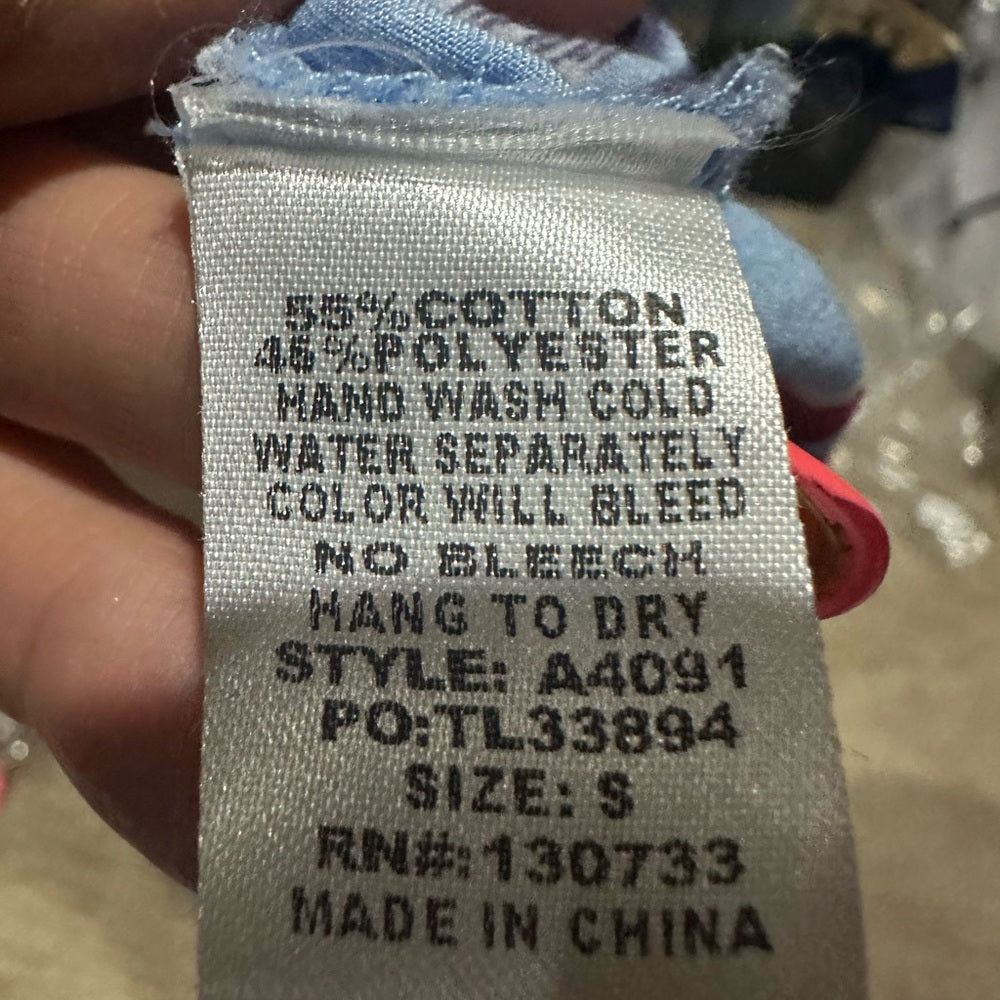 55% COTTON
45% POLYESTER
HAND WASH COLD
WATER SEPARATELY
COLOR WILL BLEED
NO BLEECH
HANG TO DRY
STYLE: A4091
PO:TL33894
SIZE: S
RN#:130733
MADE IN CHINA